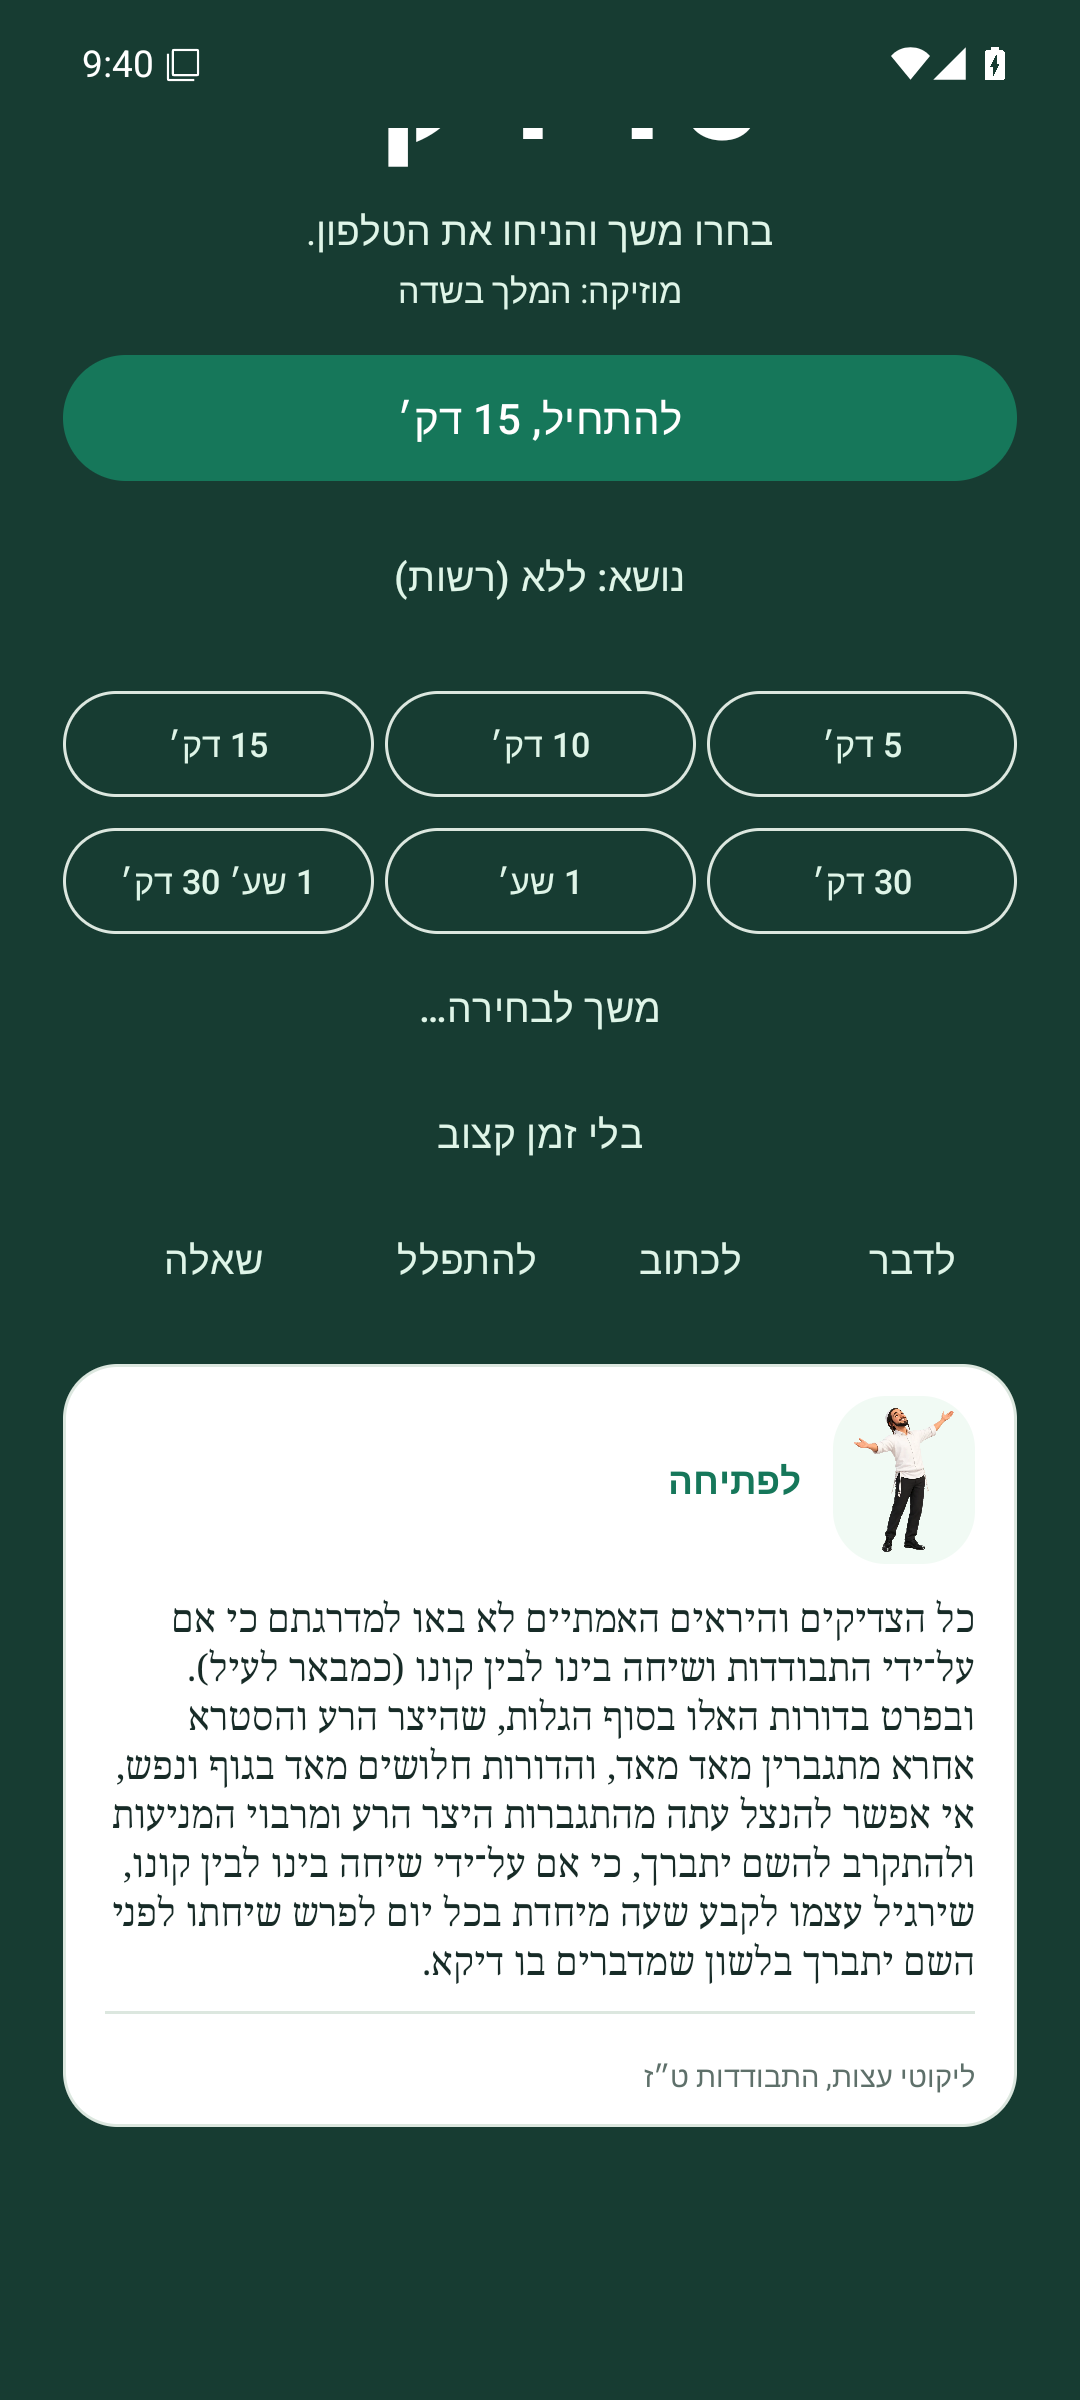 9:40
בחרו משך והניחו את הטלפון.
מוזיקה: המלך בשדה
להתחיל, 15 דק׳
נושא: ללא (רשות)
5 דק׳
10 דק׳
15 דק׳
30 דק׳
1 שע׳
1 שע׳ 30 דק׳
משך לבחירה...
בלי זמן קצוב
לדבר
לכתוב
להתפלל
שאלה
לפתיחה
כל הצדיקים והיראים האמתיים לא באו למדרגתם כי אם
על־ידי התבודדות ושיחה בינו לבין קונו (כמבאר לעיל).
ובפרט בדורות האלו בסוף הגלות, שהיצר הרע והסטרא
אחרא מתגברין מאד מאד, והדורות חלושים מאד בגוף ונפש,
אי אפשר להנצל עתה מהתגברות היצר הרע ומרבוי המניעות
ולהתקרב להשם יתברך, כי אם על־ידי שיחה בינו לבין קונו,
שירגיל עצמו לקבע שעה מיחדת בכל יום לפרש שיחתו לפני
השם יתברך בלשון שמדברים בו דיקא.
ליקוטי עצות, התבודדות ט״ז